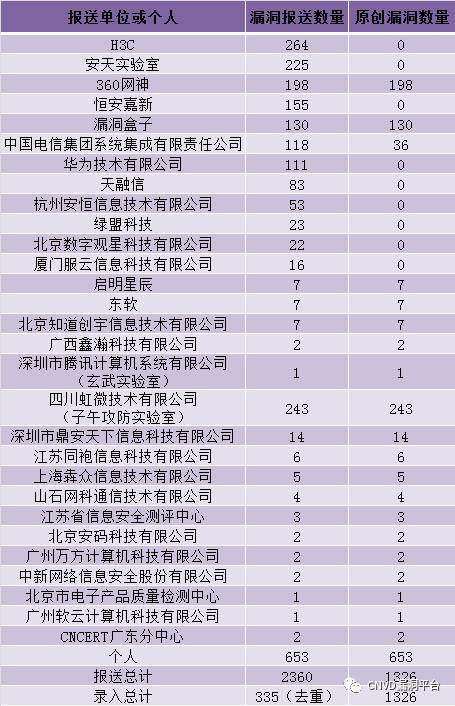 报送单位或个人 漏洞报送数量 原创漏洞数量
H3C 264 0
安天实验室 225 0
360网神 198 198
恒安嘉新 155 0
漏洞盒子 130 130
中国电信集团系统集成有限责任公司 118 36
华为技术有限公司 111 0
天融信 83 0
杭州安恒信息技术有限公司 53 0
绿盟科技 23 0
北京数字观星科技有限公司 22 0
厦门服云信息科技有限公司 16 0
启明星辰 7 7
东软 7 7
北京知道创宇信息技术有限公司 7 7
广西鑫瀚科技有限公司 2 2
深圳市腾讯计算机系统有限公司
（玄武实验室） 1 1
四川虹微技术有限公司
（子午攻防实验室） 243 243
深圳市鼎安天下信息科技有限公司 14 14
江苏同袍信息科技有限公司 6 6
上海犇众信息技术有限公司 5 5
山石网科通信技术有限公司 4 4
江苏省信息安全测评中心 3 3
北京安码科技有限公司 2 2
广州万方计算机科技有限公司 2 2
中新网络信息安全股份有限公司 2 2
北京市电子产品质量检测中心 1 1
广州软云计算机科技有限公司 1 1
CNCERT广东分中心 2 2
个人 653 653
报送总计 2360 1326
录入总计 335（去重） 1326
CNVD漏洞平台